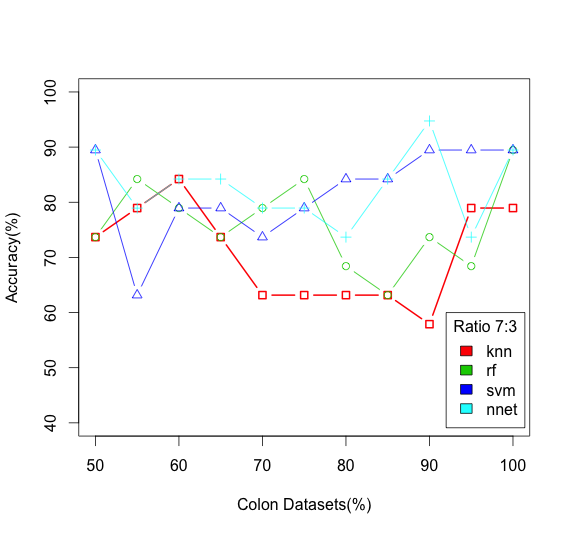 Accuracy(%)
100
90
80
70
60
50
40
Ratio 7:3
knn
rf
svm
nnet
50 60 70 80 90 100
Colon Datasets(%)